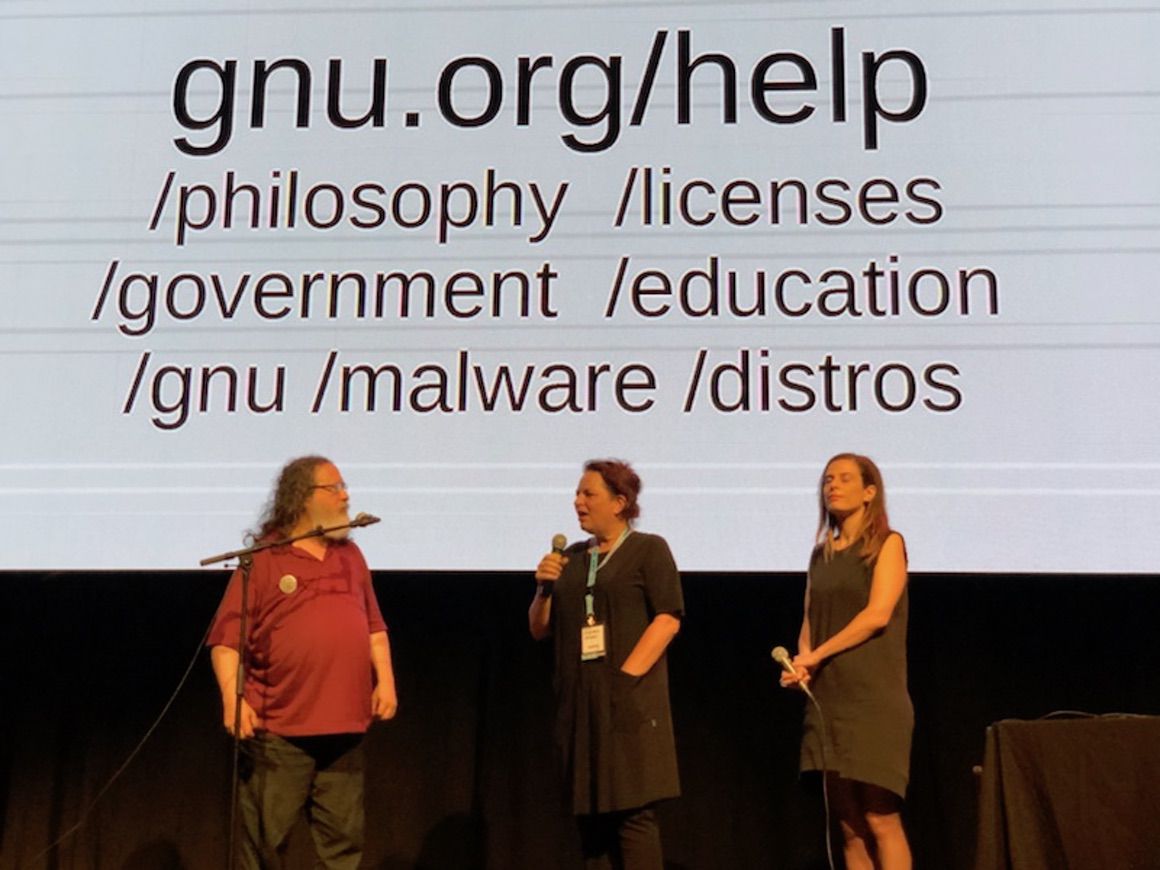 gnu.org/help
/philosophy /licenses
/government /education
/gnu /malware /distros